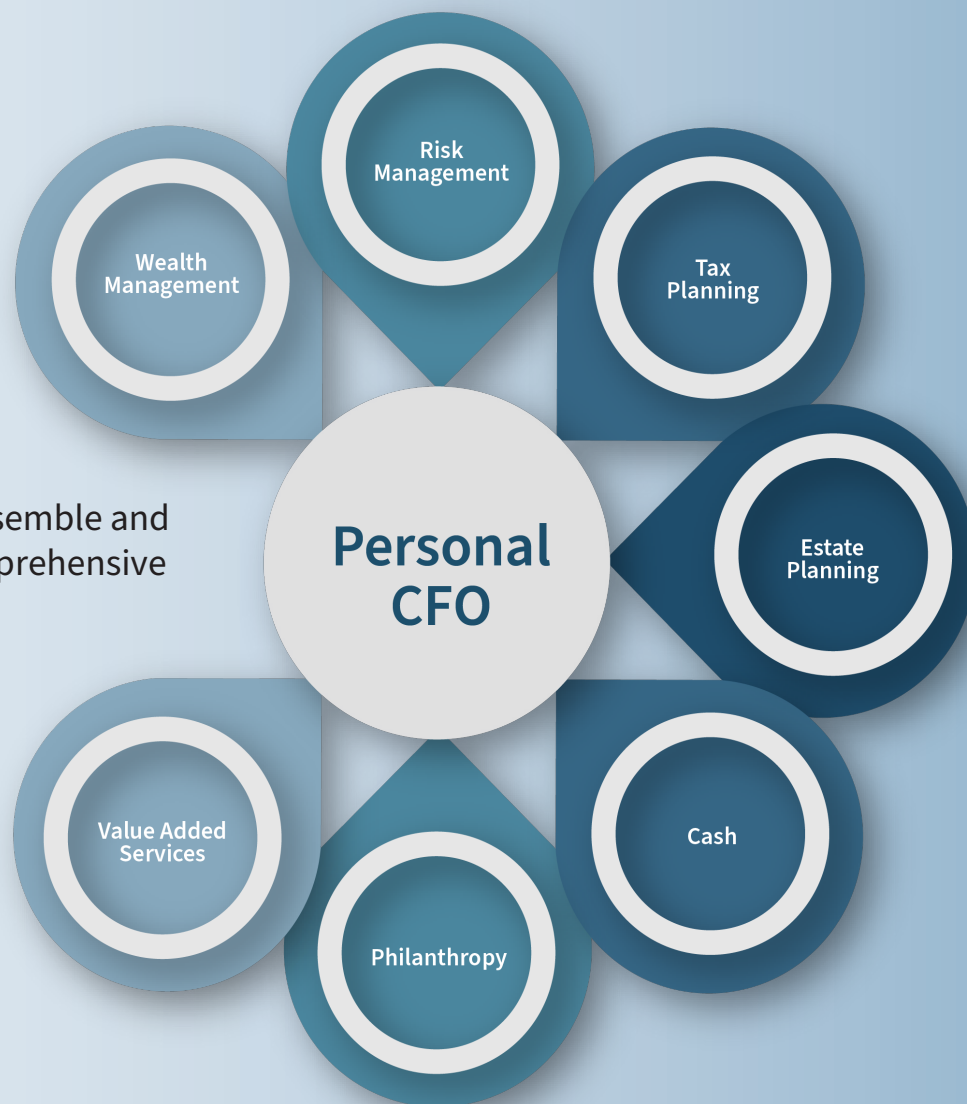 Risk
Management
Wealth
Management
Tax
Planning
semble and
prehensive
Personal
CFO
Estate
Planning
Value Added
Services
Cash
Philanthropy